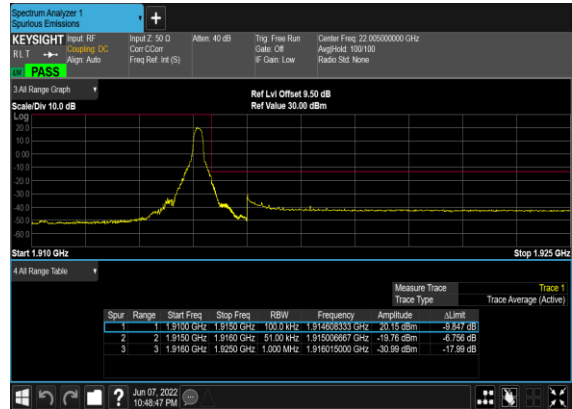 Spectrum Analyzer 1
Spurious Emissions
KEYSIGHT Input: RF Input Z: 50 Ω Atten: 40 dB Trig: Free Run Center Freq: 22.005000000 GHz
RLT Coupling: DC Corr CCorr Gate: Off Avg|Hold: 100/100
Align: Auto Freq Ref: Int (S) IF Gain: Low Radio Std: None
PASS
3 All Range Graph
Ref Lvl Offset 9.50 dB
Scale/Div 10.0 dB Ref Value 30.00 dBm
Log
20.0
10.0
0.00
-10.0
-20.0
-30.0
-40.0
-50.0
-60.0
Start 1.910 GHz Stop 1.925 GHz
4 All Range Table
Measure Trace Trace 1
Trace Type Trace Average (Active)
Spur Range Start Freq Stop Freq RBW Frequency Amplitude ΔLimit
1 1 1.9100 GHz 1.9150 GHz 100.0 kHz 1.914608333 GHz 20.15 dBm -9.847 dB
2 2 1.9150 GHz 1.9160 GHz 51.00 kHz 1.915006667 GHz -19.76 dBm -6.756 dB
3 3 1.9160 GHz 1.9250 GHz 1.000 MHz 1.916015000 GHz -30.99 dBm -17.99 dB
? Jun 07, 2022
10:48:47 PM